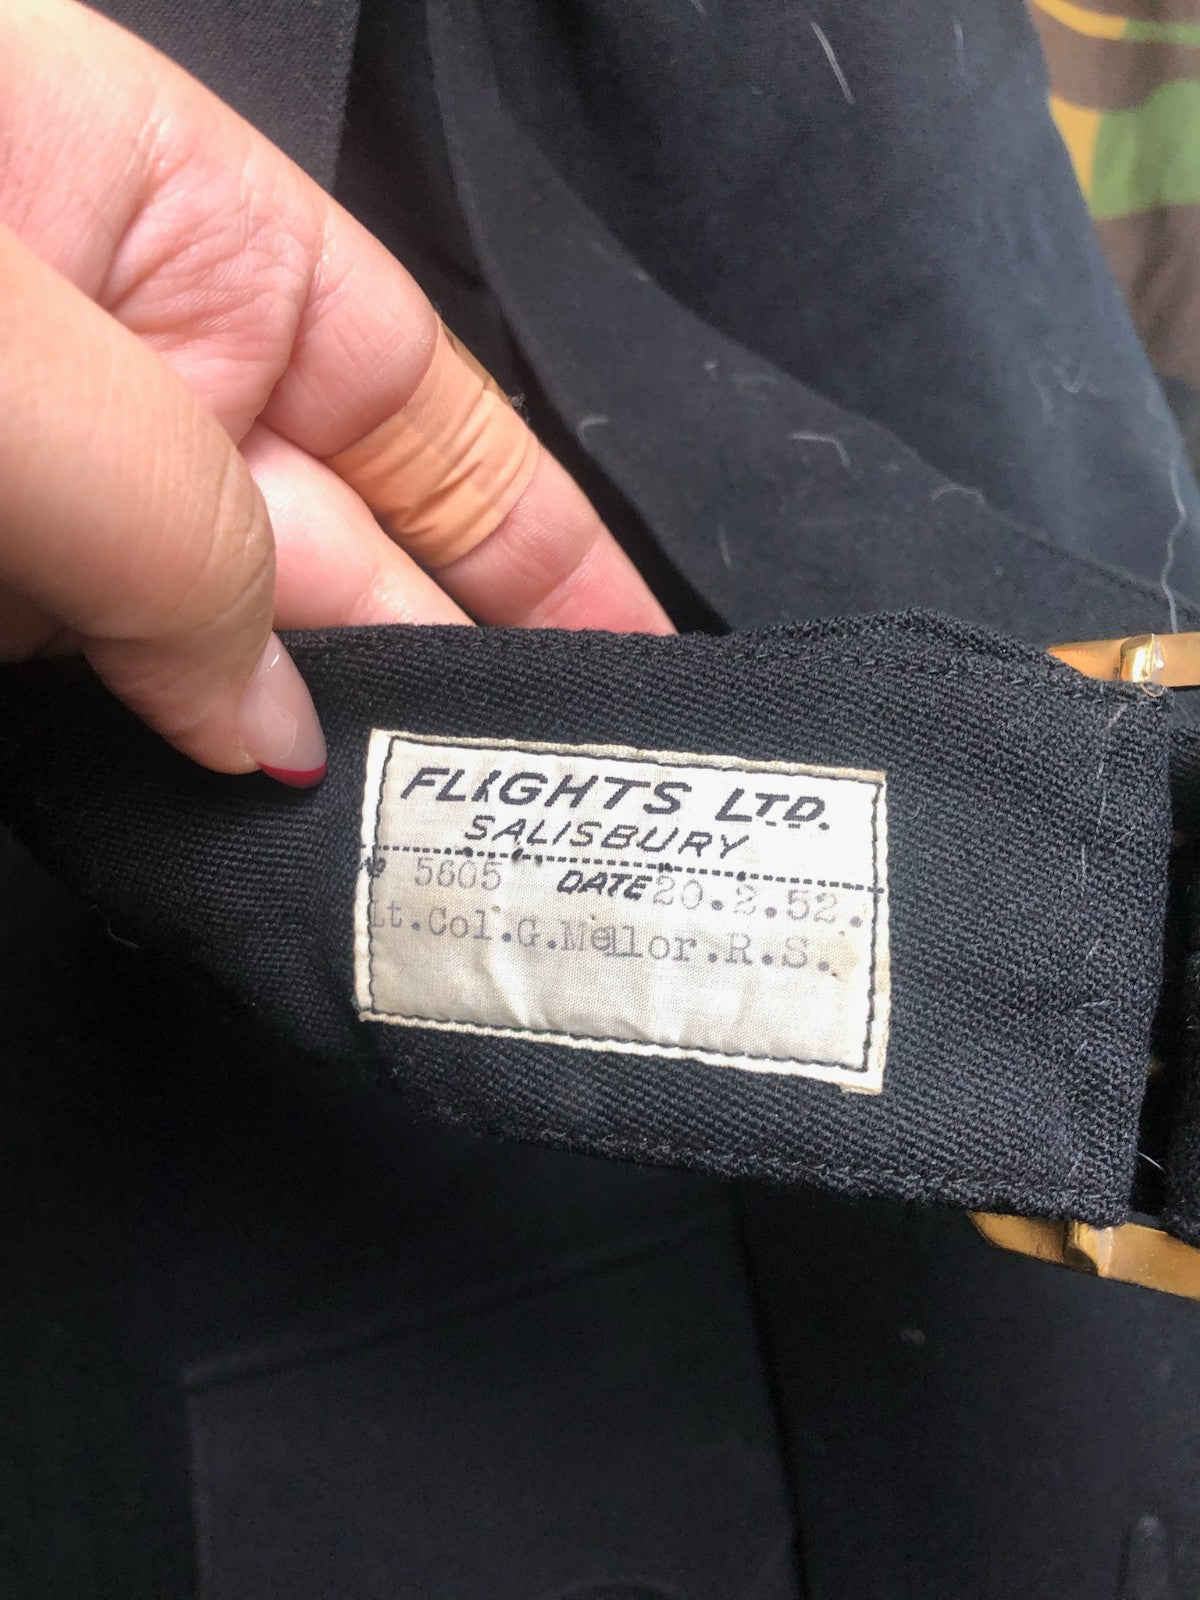 FLIGHTS LTD.
SALISBURY
5605 DATE 20.2.52.
Lt.Col.G.Mellor.R.S.